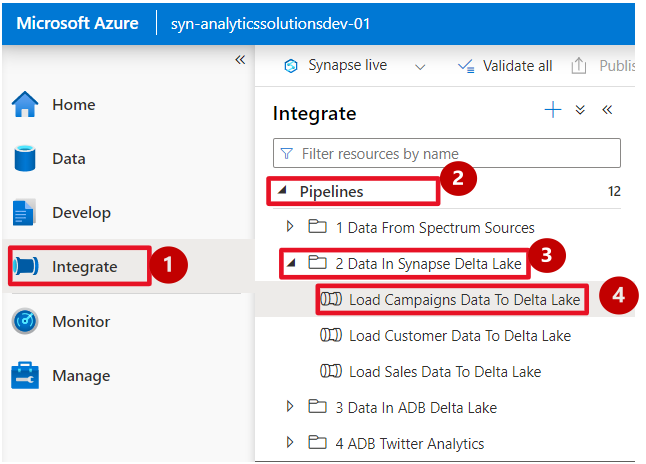 Microsoft Azure syn-analyticssolutionsdev-01
«
Home
Data
Develop
Integrate 1
Monitor
Manage
Synapse live Validate all Publis
Integrate
Filter resources by name
Pipelines 12 2
1 Data From Spectrum Sources
2 Data In Synapse Delta Lake 3
Load Campaigns Data To Delta Lake 4
Load Customer Data To Delta Lake
Load Sales Data To Delta Lake
3 Data In ADB Delta Lake
4 ADB Twitter Analytics